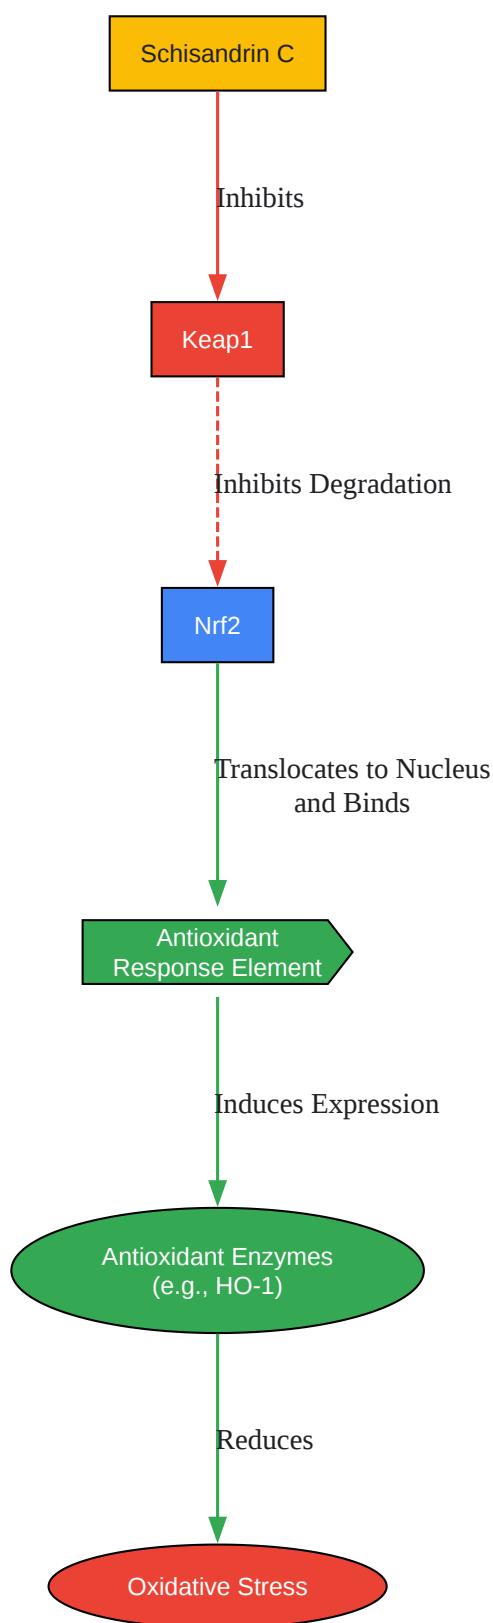 Schisandrin C
Inhibits
Keap1
Inhibits Degradation
Nrf2
Translocates to Nucleus
and Binds
Antioxidant
Response Element
Induces Expression
Antioxidant Enzymes
(e.g., HO-1)
Reduces
Oxidative Stress